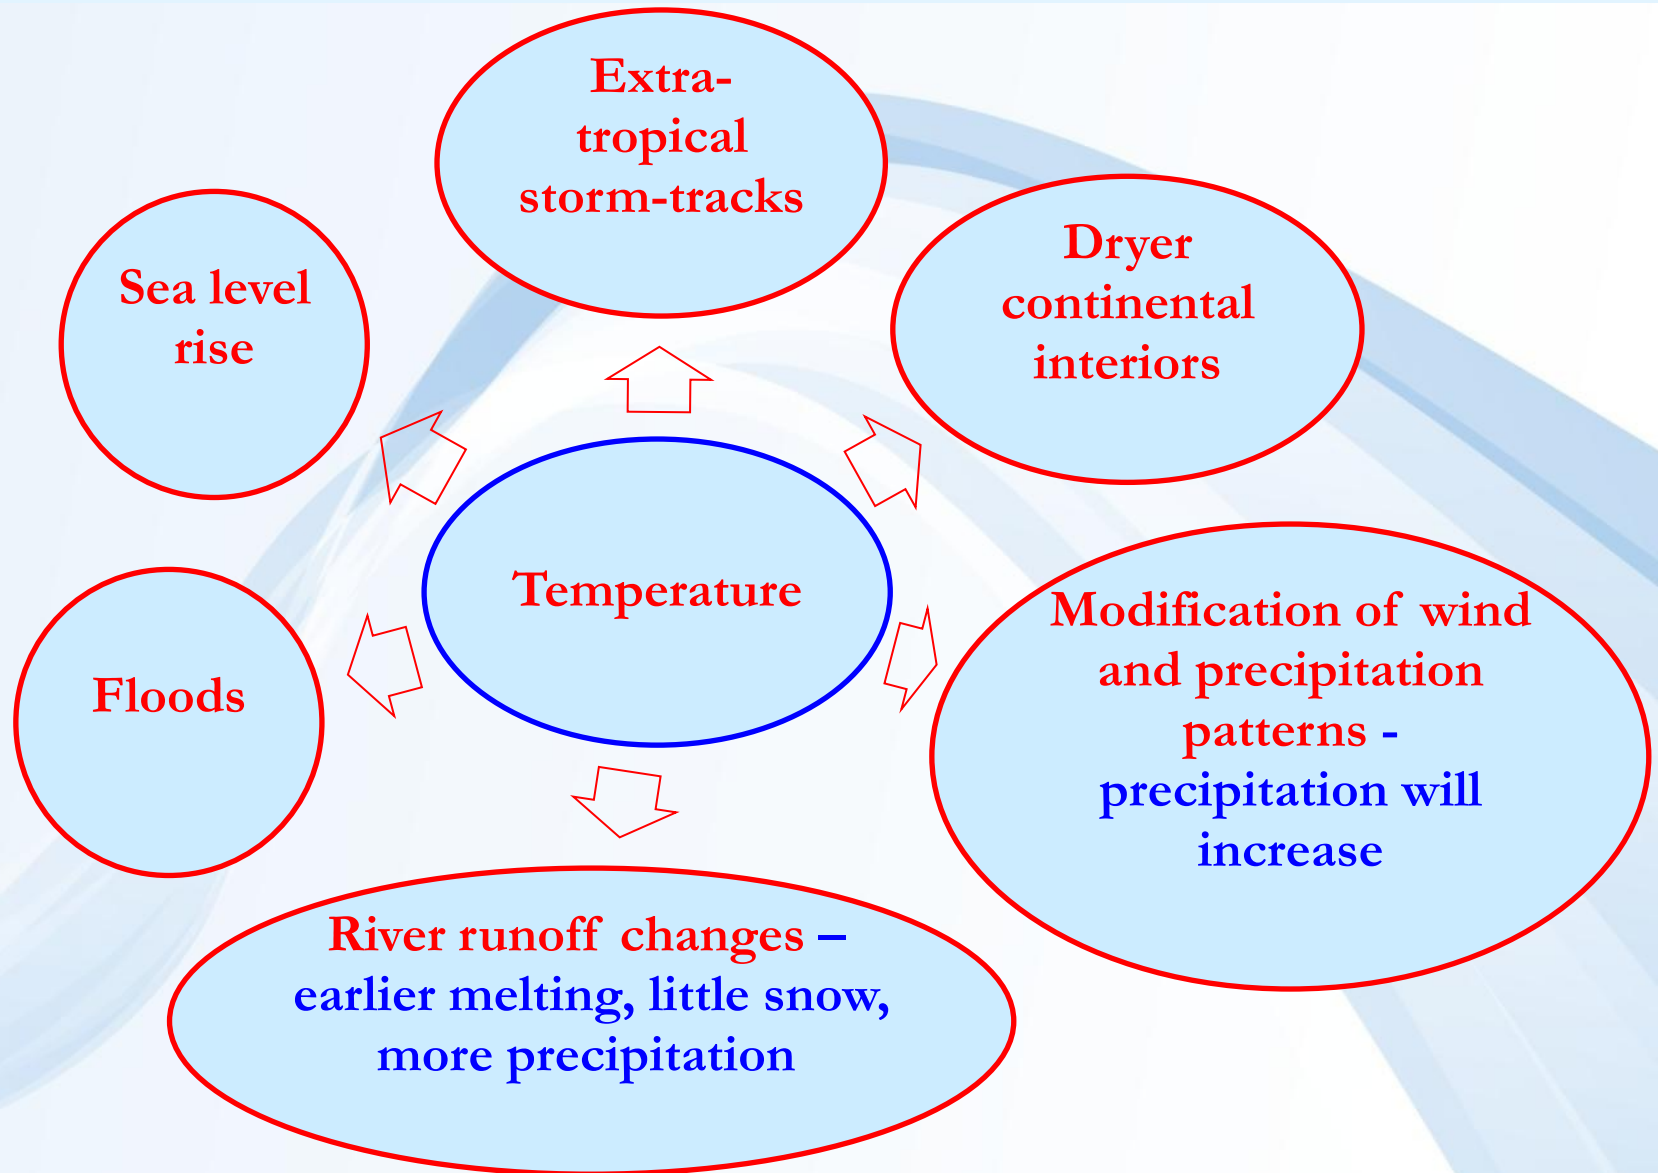 Extra-
tropical
storm-tracks
Sea level
rise
Dryer
continental
interiors
Temperature
Modification of wind
and precipitation
patterns -
precipitation will
increase
Floods
River runoff changes –
earlier melting, little snow,
more precipitation